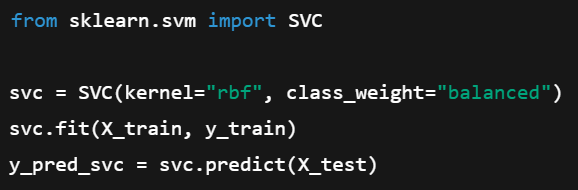 from sklearn.svm import SVC
svc = SVC(kernel="rbf", class_weight="balanced")
svc.fit(X_train, y_train)
y_pred_svc = svc.predict(X_test)